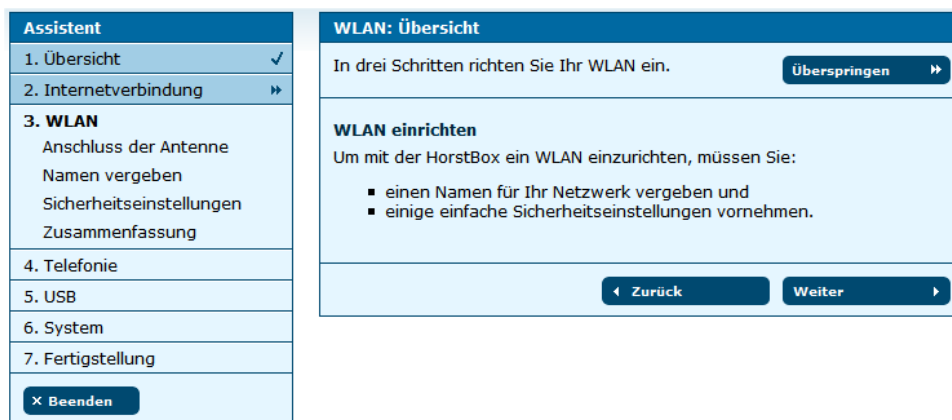 Assistent
1. Übersicht
2. Internetverbindung
3. WLAN
Anschluss der Antenne
Namen vergeben
Sicherheitseinstellungen
Zusammenfassung
4. Telefonie
5. USB
6. System
7. Fertigstellung
Beenden
WLAN: Übersicht
In drei Schritten richten Sie Ihr WLAN ein.
Überspringen
WLAN einrichten
Um mit der HorstBox ein WLAN einzurichten, müssen Sie:
einen Namen für Ihr Netzwerk vergeben und
einige einfache Sicherheitseinstellungen vornehmen.
Zurück
Weiter